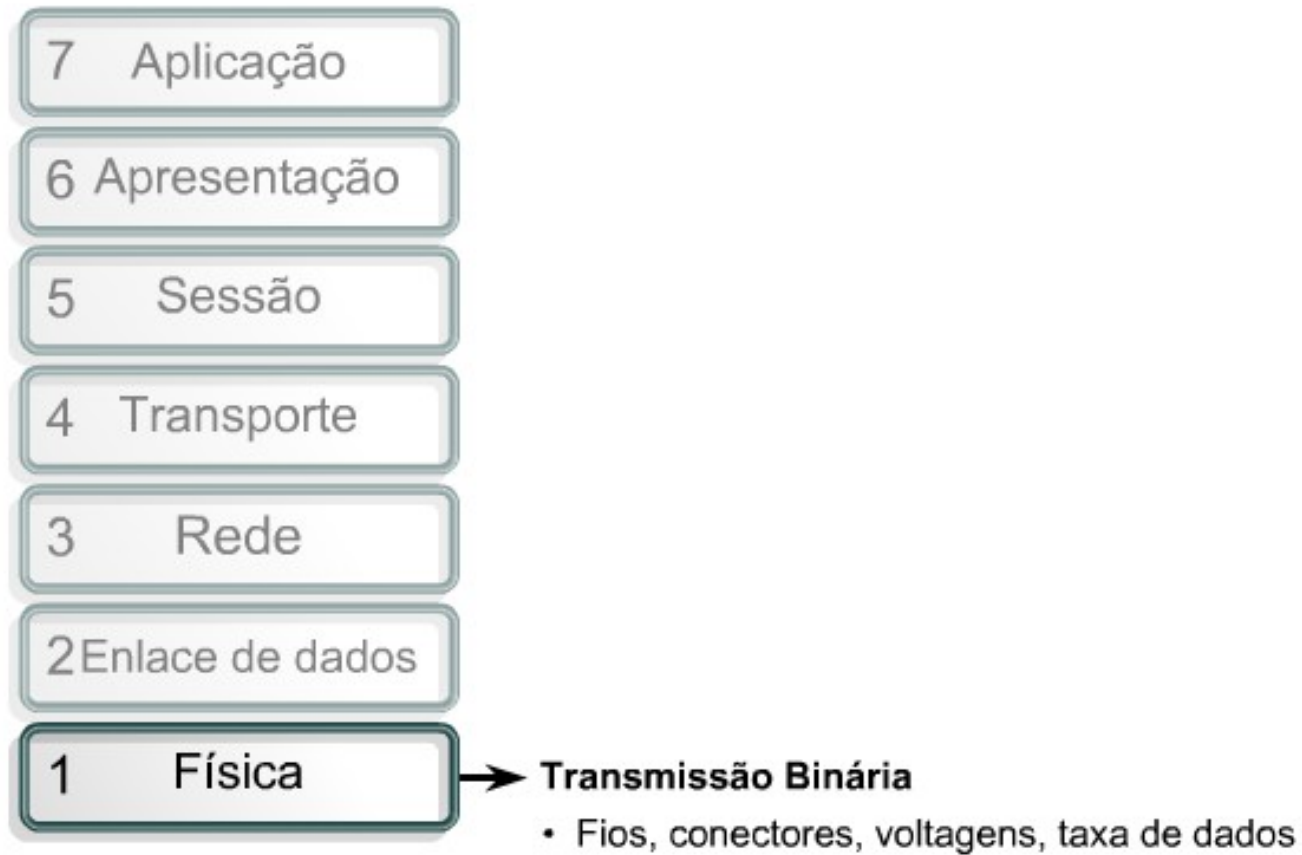 7 Aplicação
6 Apresentação
5 Sessão
4 Transporte
3 Rede
2 Enlace de dados
1 Física
Transmissão Binária
• Fios, conectores, voltagens, taxa de dados